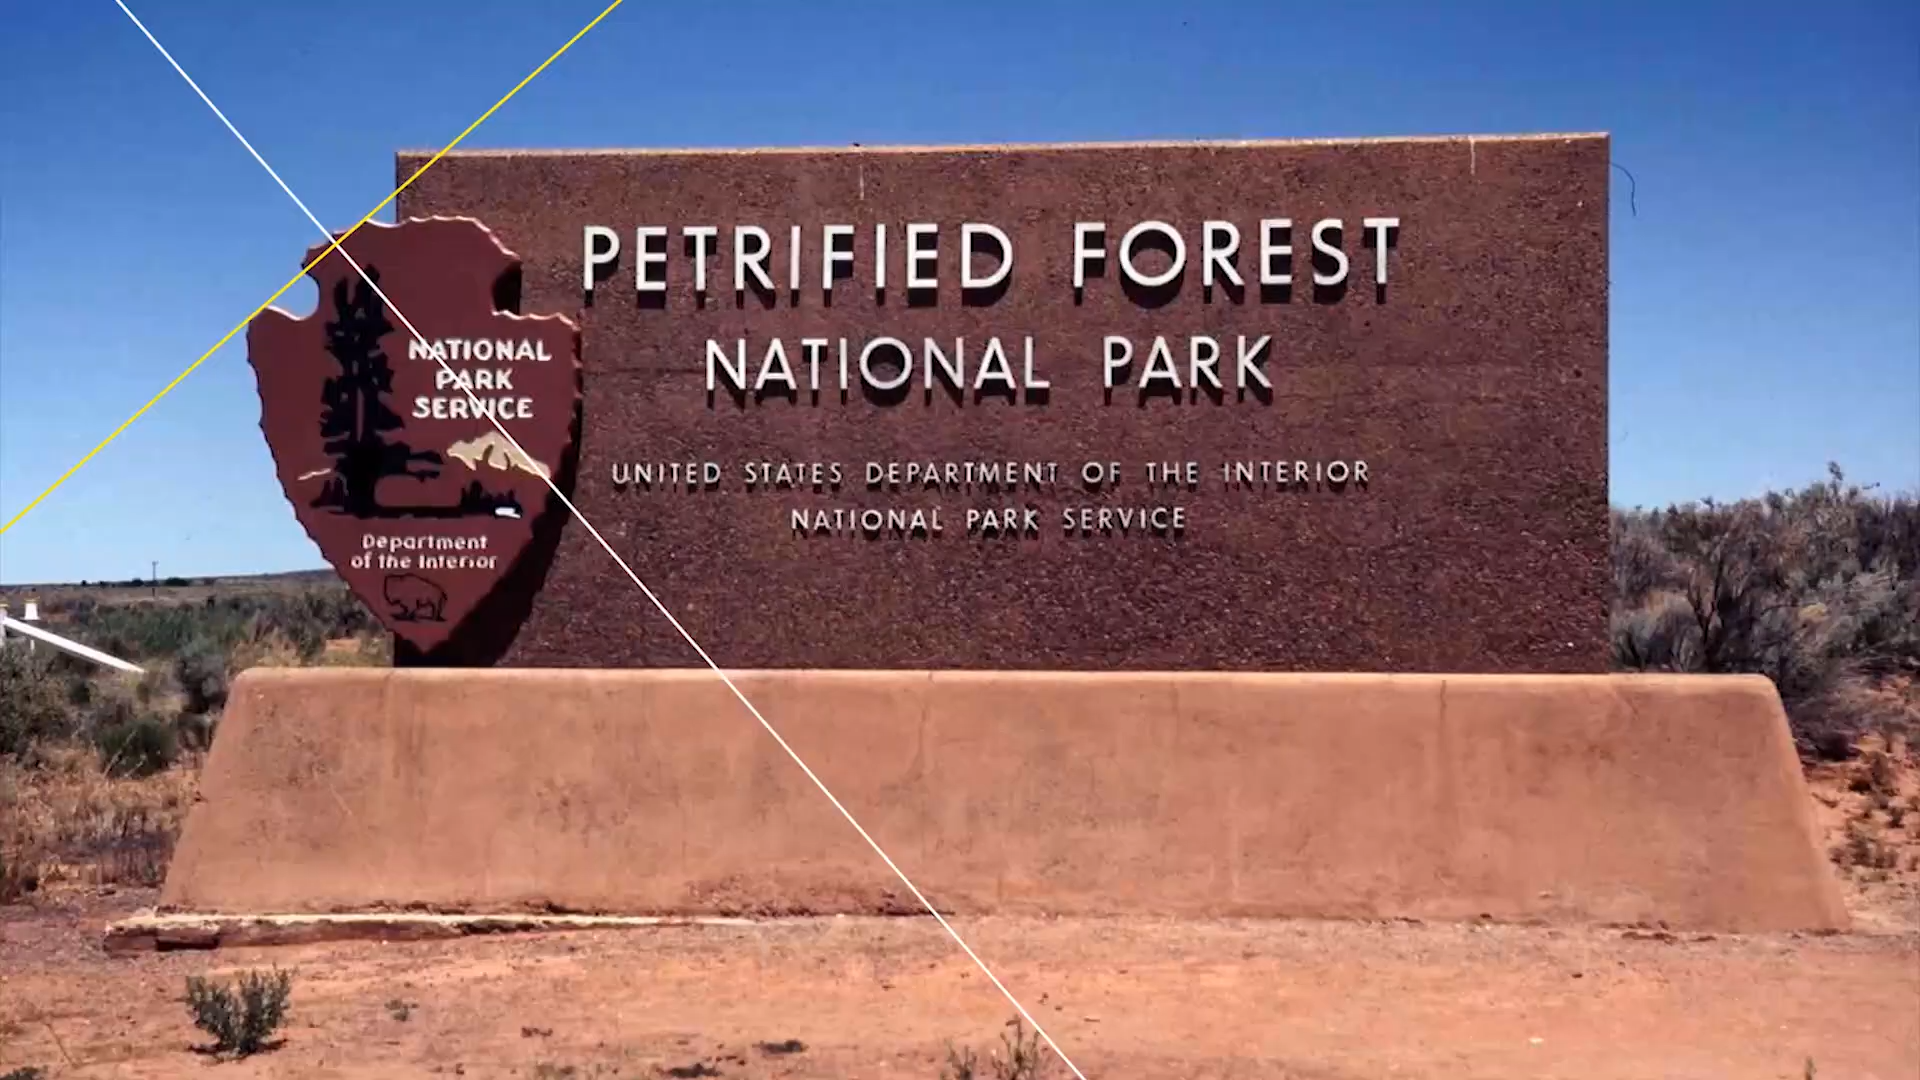 PETRIFIED FOREST
NATIONAL PARK
UNITED STATES DEPARTMENT OF THE INTERIOR
NATIONAL PARK SERVICE
NATIONAL
PARK
SERVICE
Department
of the Interior